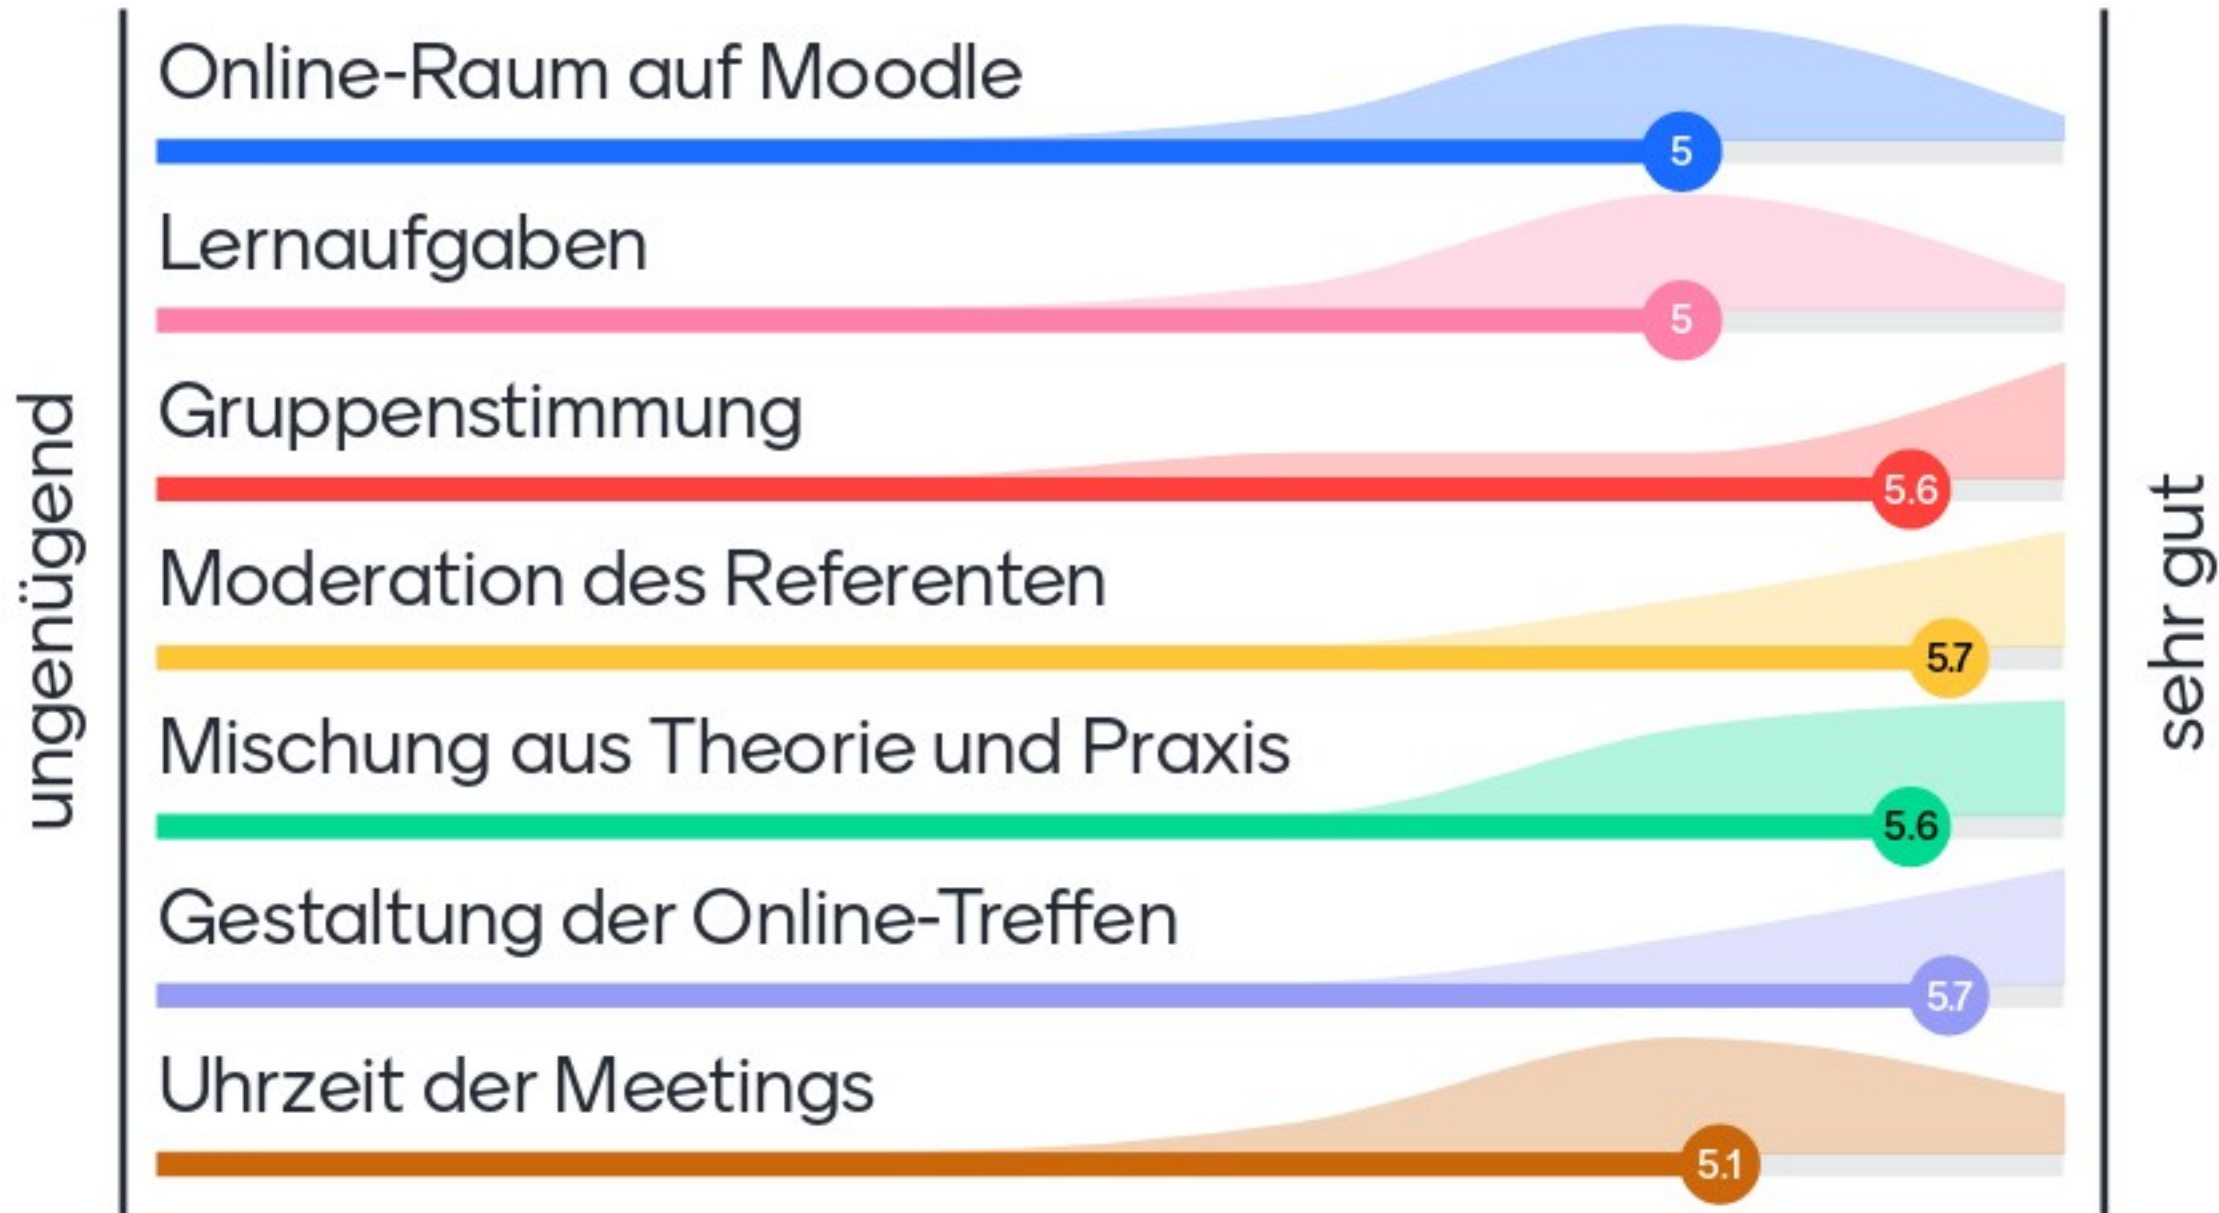 Online-Raum auf Moodle
5
Lernaufgaben
5
Gruppenstimmung
5.6
Moderation des Referenten
5.7
Mischung aus Theorie und Praxis
5.6
Gestaltung der Online-Treffen
5.7
Uhrzeit der Meetings
5.1
ungenügend
sehr gut